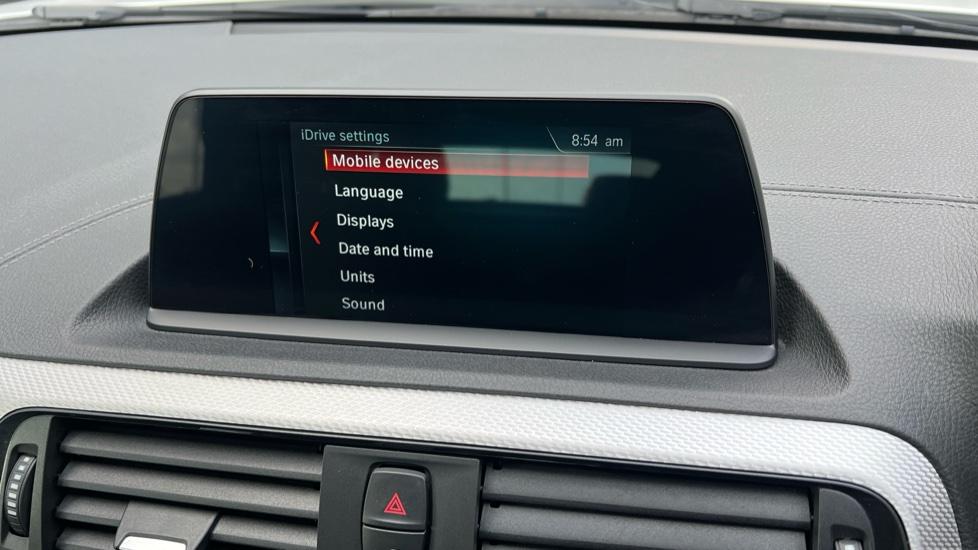 iDrive settings
8:54 am
Mobile devices
Language
Displays
Date and time
Units
Sound